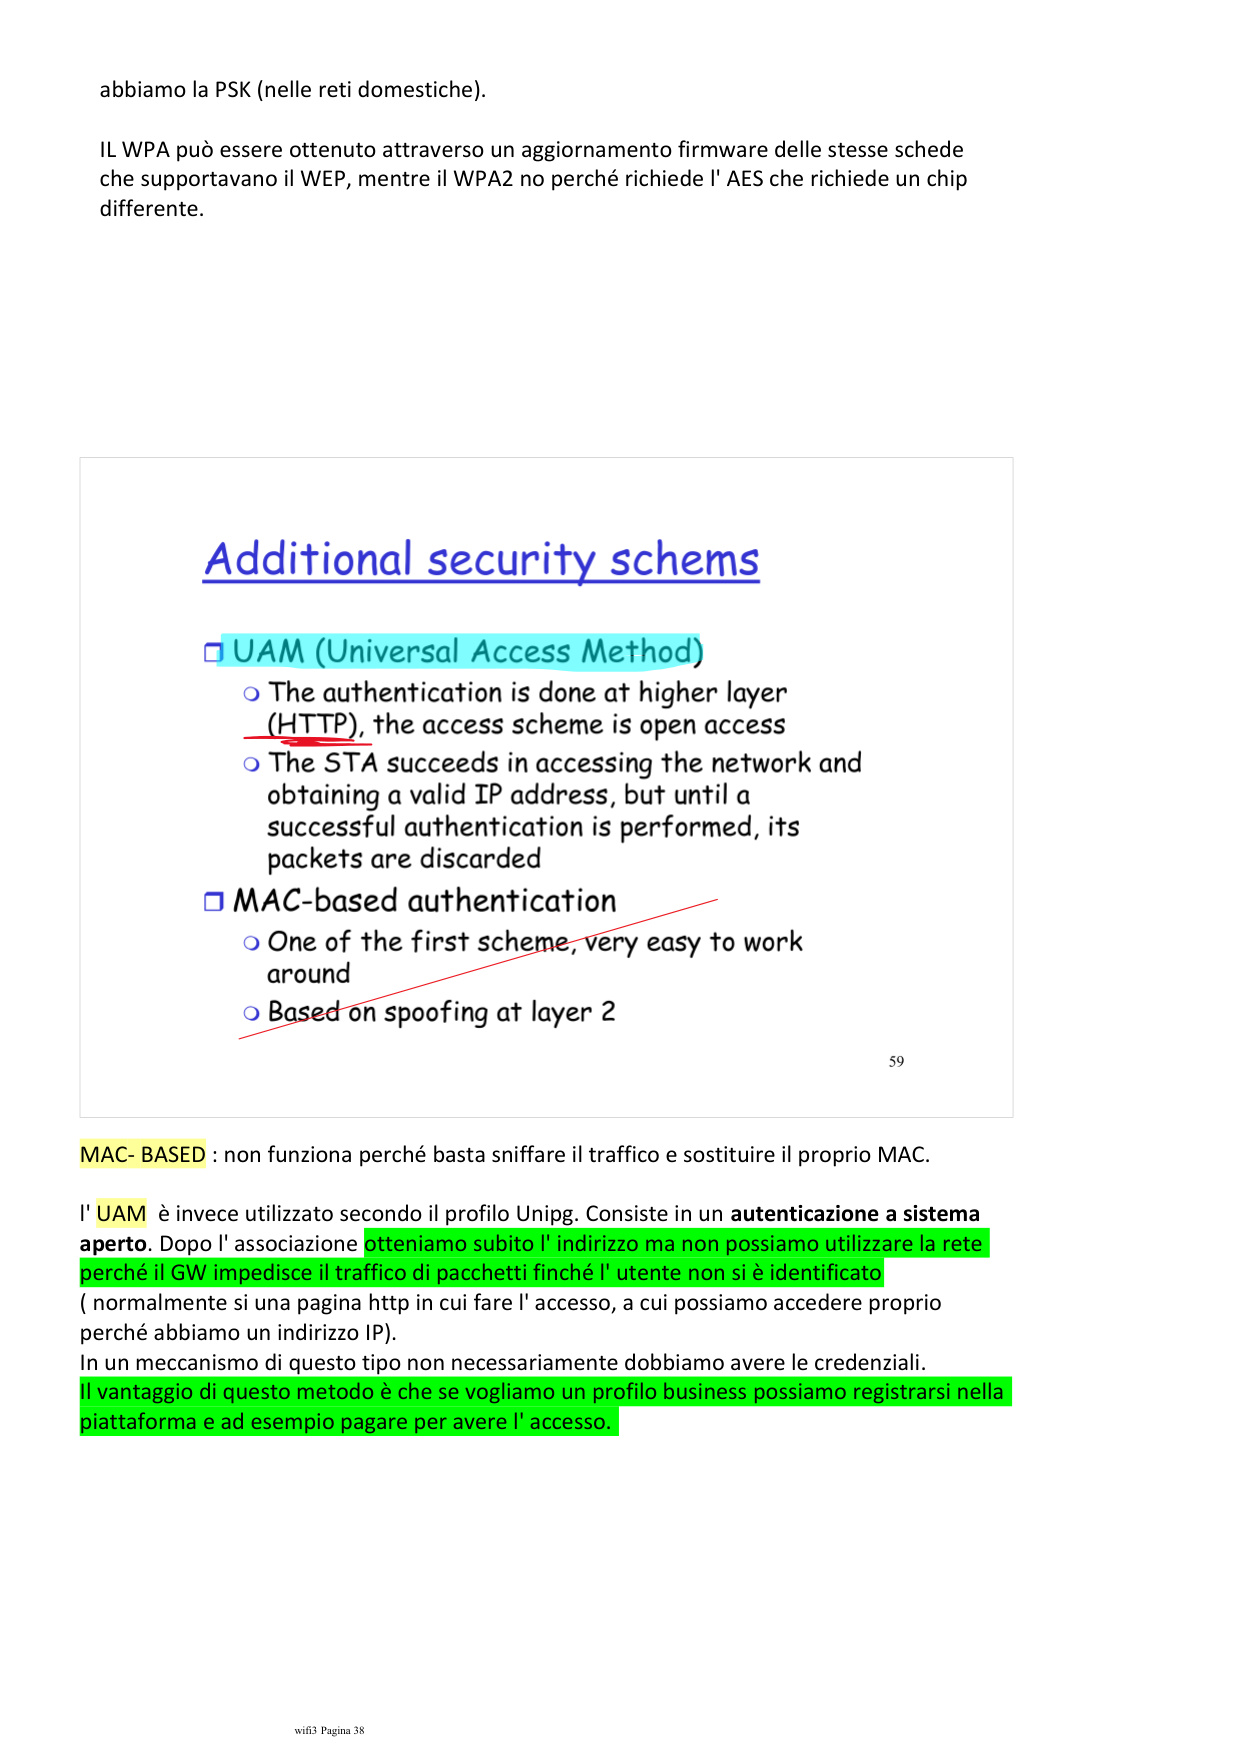 abbiamo la PSK (nelle reti domestiche).
IL WPA può essere ottenuto attraverso un aggiornamento firmware delle stesse schede
che supportavano il WEP, mentre il WPA2 no perché richiede l' AES che richiede un chip
differente.
Additional security schems
UAM (Universal Access Method)
The authentication is done at higher layer
(HTTP), the access scheme is open access
The STA succeeds in accessing the network and
obtaining a valid IP address, but until a
successful authentication is performed, its
packets are discarded
MAC-based authentication
One of the first scheme, very easy to work
around
Based on spoofing at layer 2
59
MAC- BASED : non funziona perché basta sniffare il traffico e sostituire il proprio MAC.
l' UAM è invece utilizzato secondo il profilo Unipg. Consiste in un autenticazione a sistema
aperto. Dopo l' associazione otteniamo subito l' indirizzo ma non possiamo utilizzare la rete
perché il GW impedisce il traffico di pacchetti finché l' utente non si è identificato
( normalmente si una pagina http in cui fare l' accesso, a cui possiamo accedere proprio
perché abbiamo un indirizzo IP).
In un meccanismo di questo tipo non necessariamente dobbiamo avere le credenziali.
Il vantaggio di questo metodo è che se vogliamo un profilo business possiamo registrarsi nella
piattaforma e ad esempio pagare per avere l' accesso.
wifi3 Pagina 38